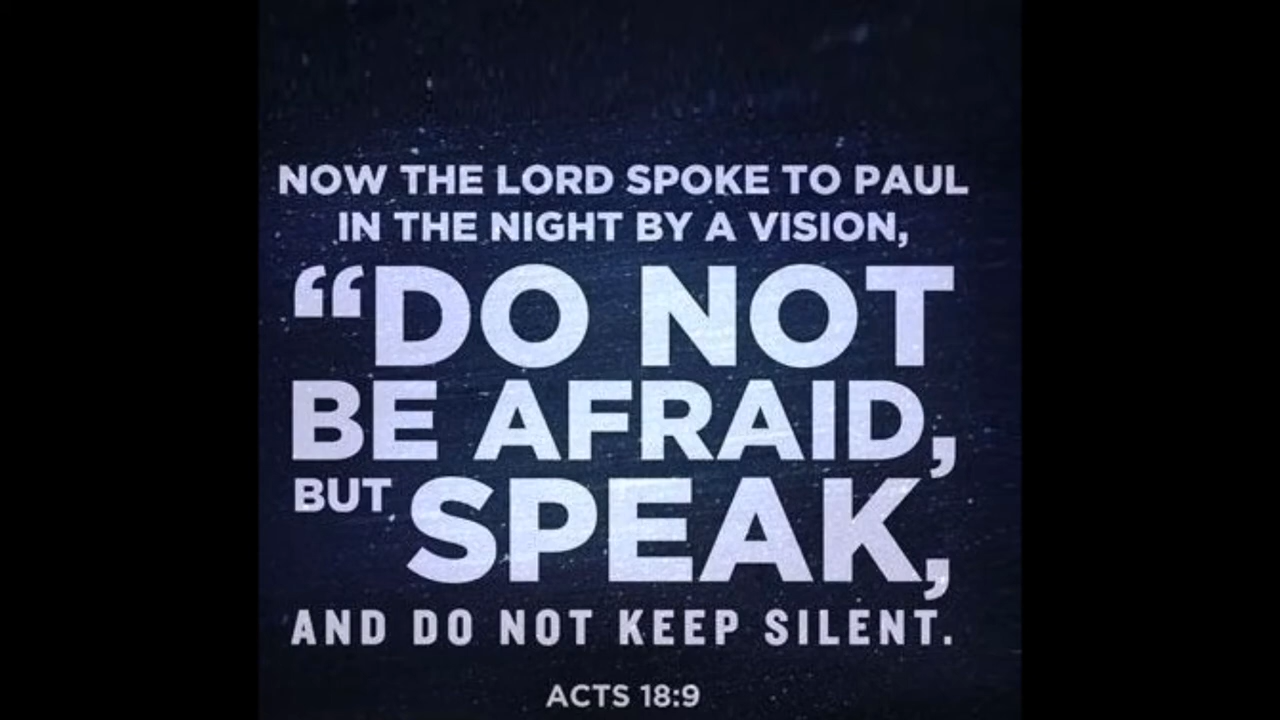 NOW THE LORD SPOKE TO PAUL
IN THE NIGHT BY A VISION,
“DO NOT
BE AFRAID,
BUT SPEAK,
AND DO NOT KEEP SILENT.
ACTS 18:9